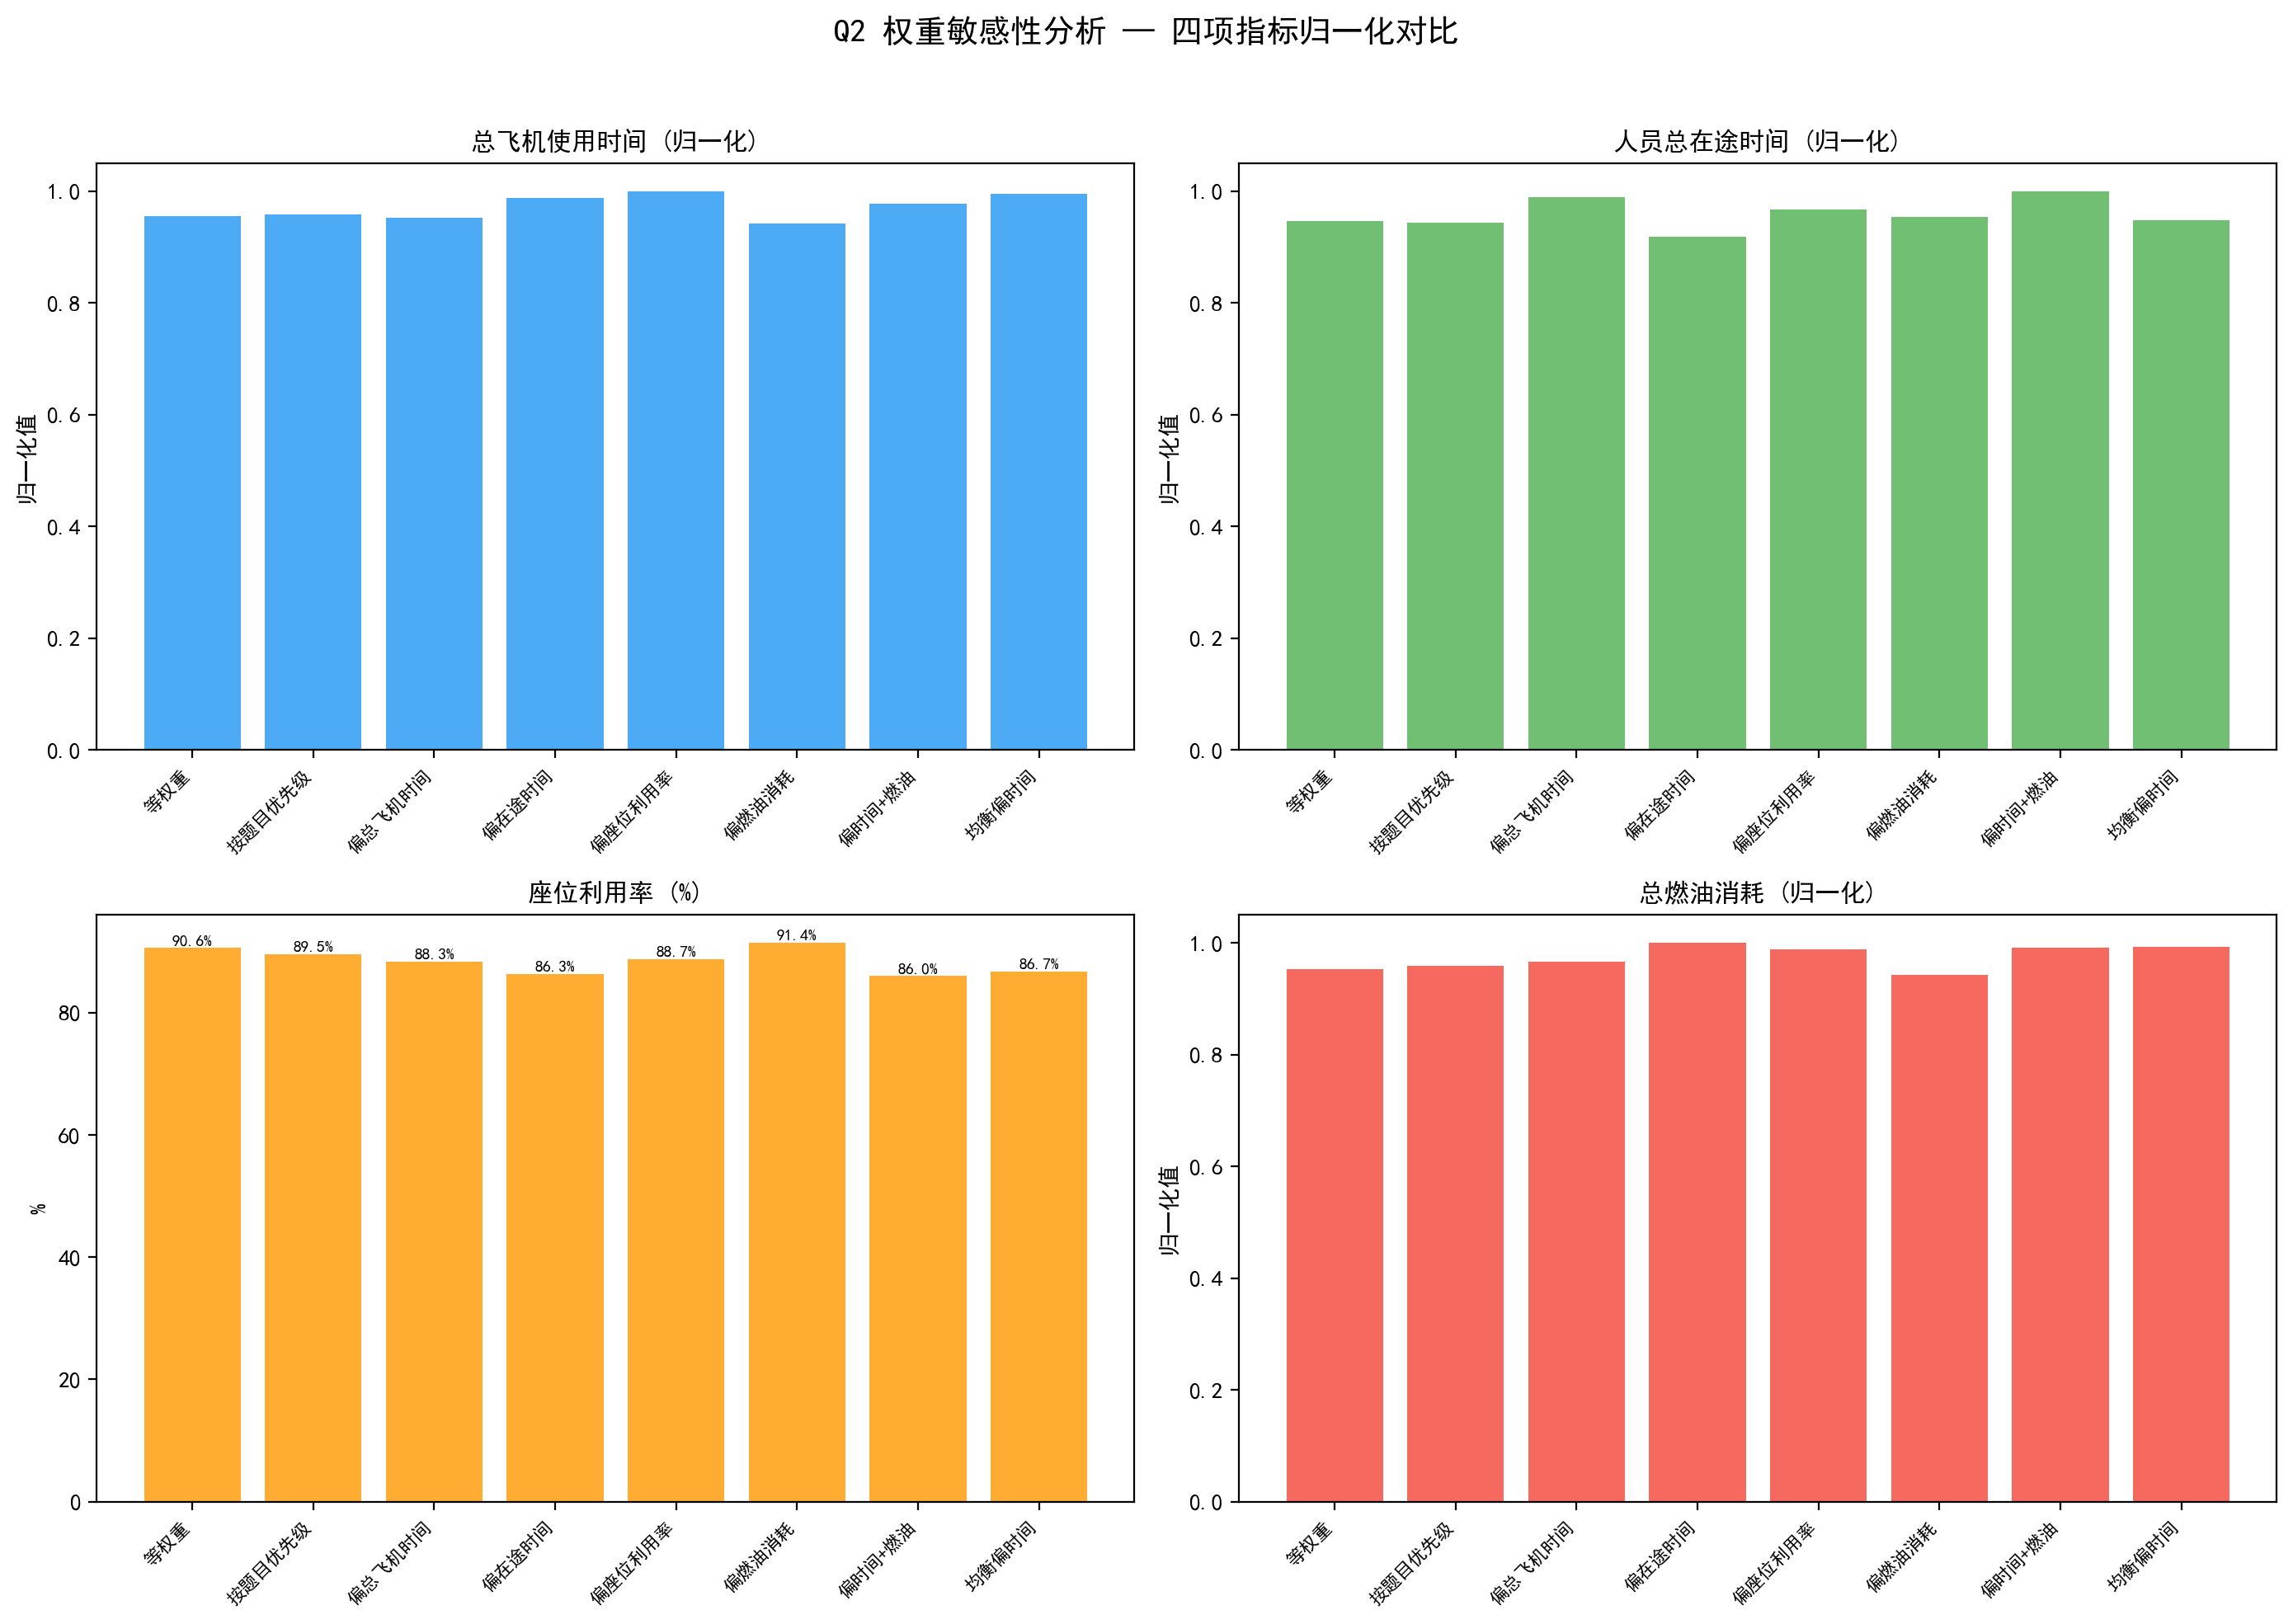 Q2 权重敏感性分析 — 四项指标归一化对比
总飞机使用时间 (归一化)
归一化值
1.0
0.8
0.6
0.4
0.2
0.0
等权重
按题目优先级
偏总飞机时间
偏在途时间
偏座位利用率
偏燃油消耗
偏时间+燃油
均衡偏时间
人员总在途时间 (归一化)
归一化值
1.0
0.8
0.6
0.4
0.2
0.0
等权重
按题目优先级
偏总飞机时间
偏在途时间
偏座位利用率
偏燃油消耗
偏时间+燃油
均衡偏时间
座位利用率 (%)
%
80
60
40
20
0
90.6%
89.5%
88.3%
86.3%
88.7%
91.4%
86.0%
86.7%
等权重
按题目优先级
偏总飞机时间
偏在途时间
偏座位利用率
偏燃油消耗
偏时间+燃油
均衡偏时间
总燃油消耗 (归一化)
归一化值
1.0
0.8
0.6
0.4
0.2
0.0
等权重
按题目优先级
偏总飞机时间
偏在途时间
偏座位利用率
偏燃油消耗
偏时间+燃油
均衡偏时间